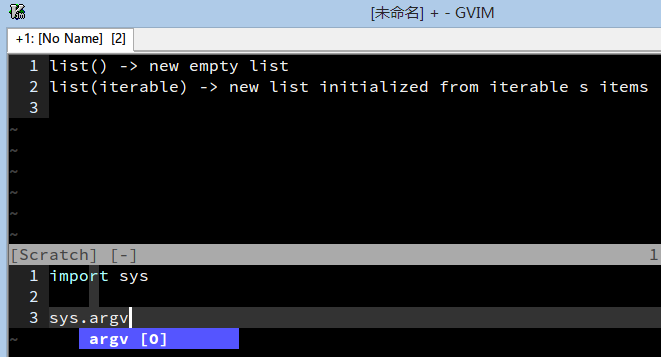 [未命名] + - GVIM
+1: [No Name] [2]
1 list() -> new empty list
2 list(iterable) -> new list initialized from iterable s items
3
~
~
~
~
~
~
[Scratch] [-] 1
1 import sys
2
3 sys.argv
~ argv [O]